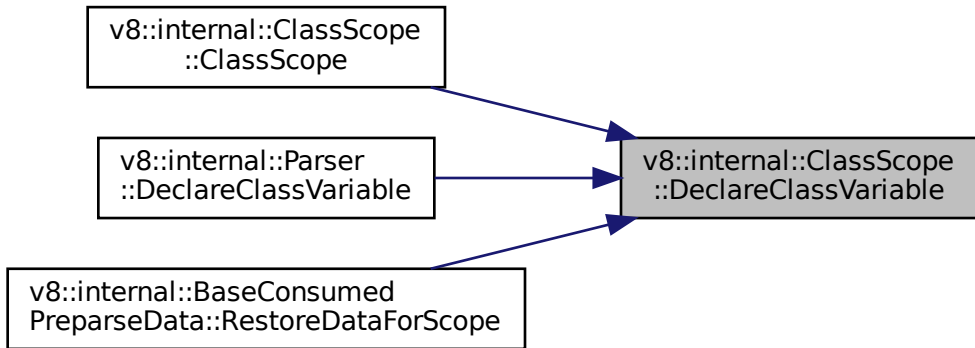 v8::internal::ClassScope
::ClassScope
v8::internal::Parser
::DeclareClassVariable
v8::internal::ClassScope
::DeclareClassVariable
v8::internal::BaseConsumed
PreparseData::RestoreDataForScope